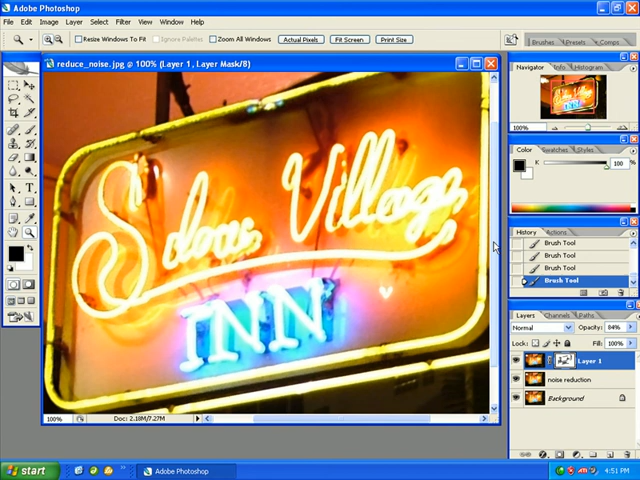 Adobe Photoshop
File Edit Image Layer Select Filter View Window Help
Resize Windows To Fit Ignore Palettes Zoom All Windows Actual Pixels Fit Screen Print Size
Brushes Presets Comps
reduce_noise.jpg @ 100% (Layer 1, Layer Mask/8)
Navigator Info Histogram
100%
Color Swatches Styles
K 100 %
History Actions
Brush Tool
Brush Tool
Brush Tool
Brush Tool
Layers Channels Paths
Normal Opacity: 84%
Lock: Fill: 100%
Layer 1
noise reduction
Background
Village
INN
100% Doc: 2.18M/7.27M
start Adobe Photoshop 4:51 PM